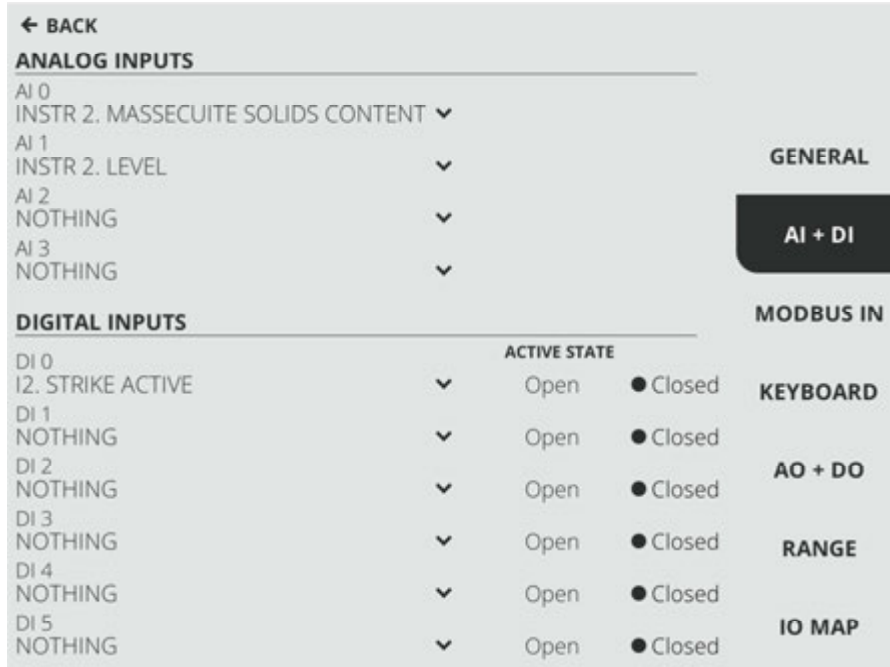 ← BACK
ANALOG INPUTS
AI 0
INSTR 2. MASSECUITE SOLIDS CONTENT
AI 1
INSTR 2. LEVEL
AI 2
NOTHING
AI 3
NOTHING
DIGITAL INPUTS
ACTIVE STATE
DI 0
I2. STRIKE ACTIVE Open Closed
DI 1
NOTHING Open Closed
DI 2
NOTHING Open Closed
DI 3
NOTHING Open Closed
DI 4
NOTHING Open Closed
DI 5
NOTHING Open Closed
GENERAL
AI + DI
MODBUS IN
KEYBOARD
AO + DO
RANGE
IO MAP